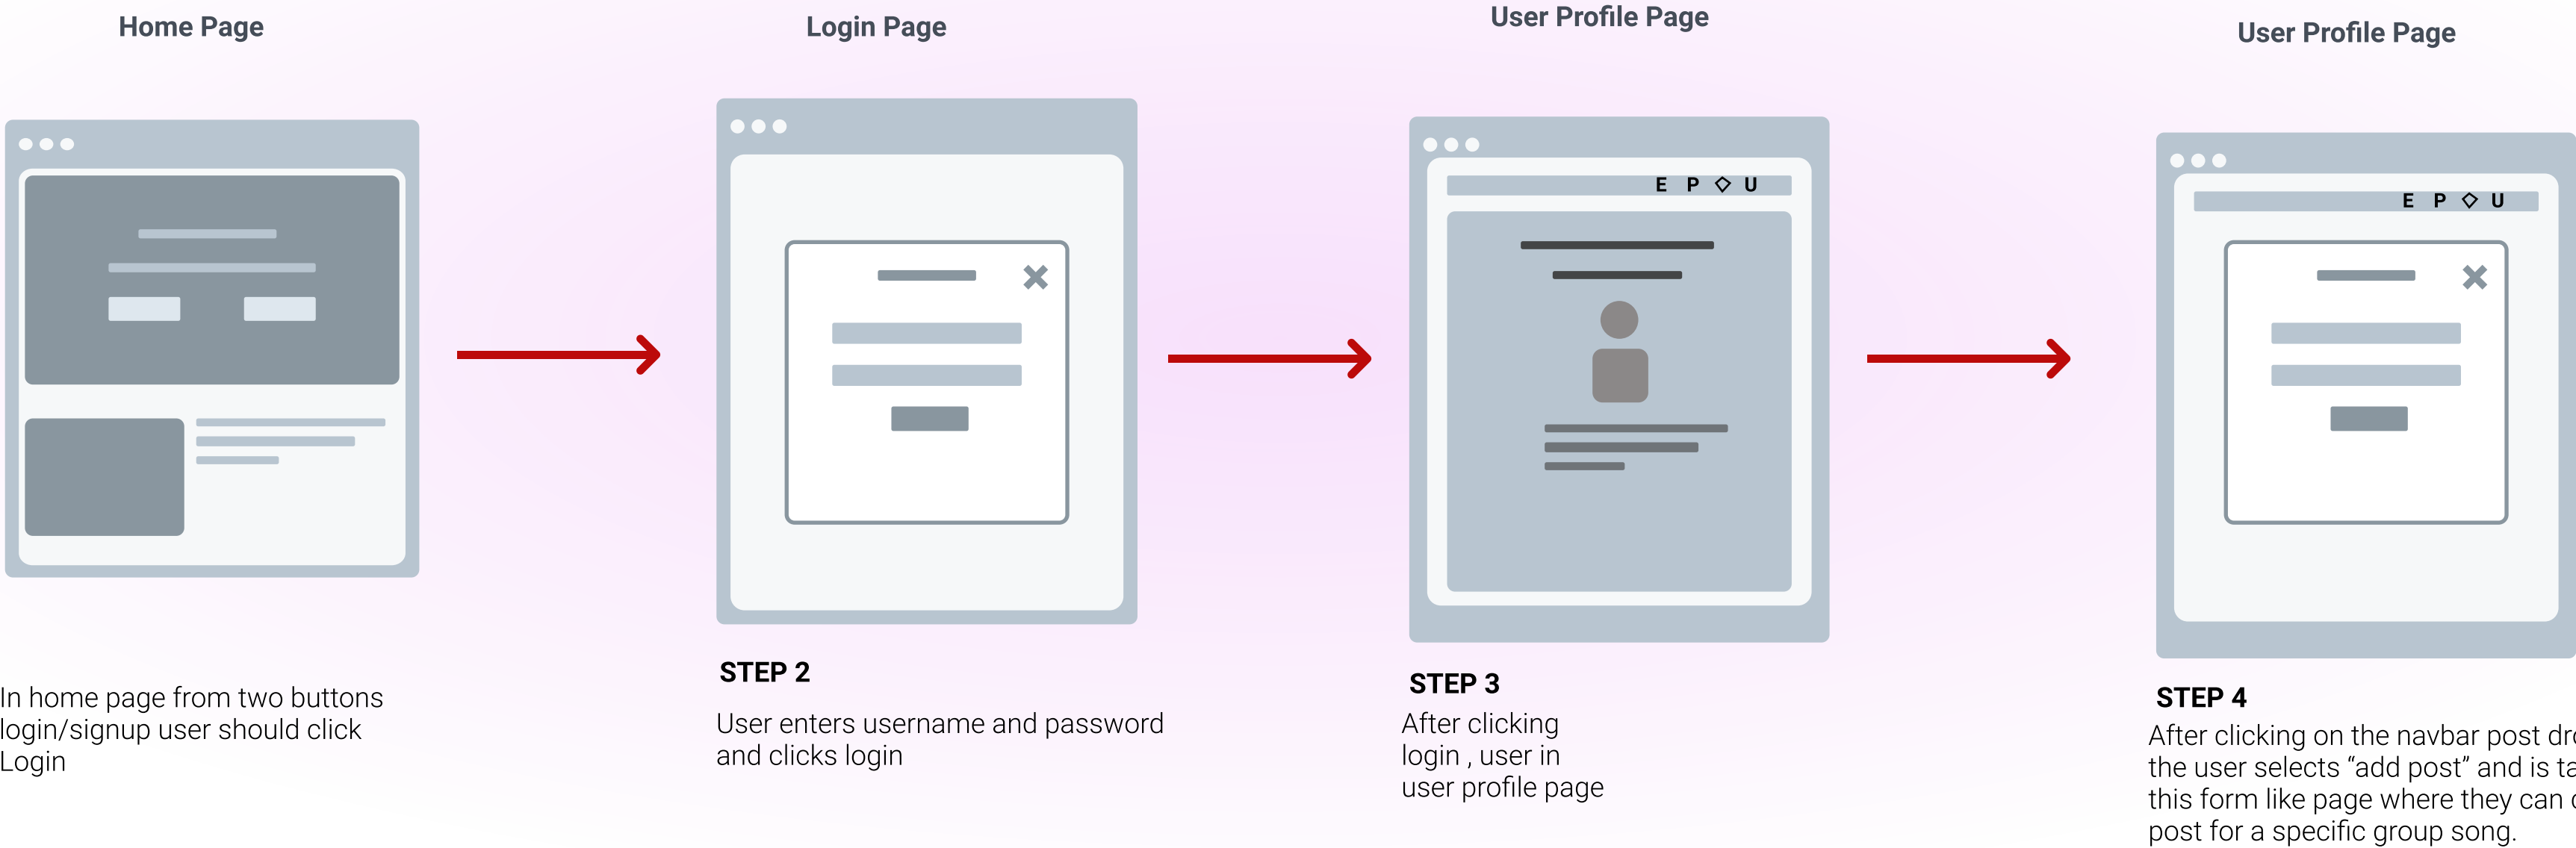 Home Page
In home page from two buttons
login/signup user should click
Login
Login Page
STEP 2
User enters username and password
and clicks login
User Profile Page
E P ◇ U
STEP 3
After clicking
login , user in
user profile page
User Profile Page
E P ◇ U
STEP 4
After clicking on the navbar post
the user selects “add post” and is
this form like page where they can
post for a specific group song.